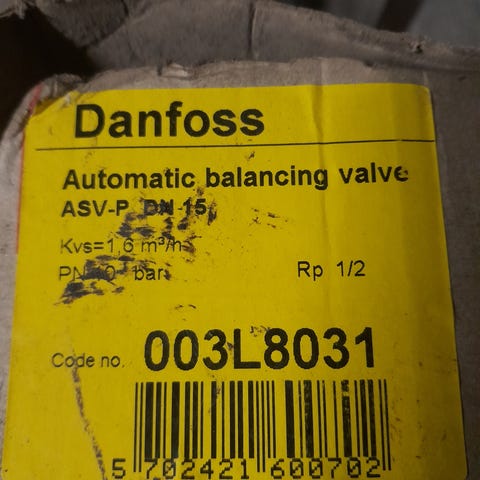 Danfoss
Automatic balancing valve
ASV-P DN 15
Kvs=1,6 m³/h
PN 10 bar
Rp 1/2
Code no. 003L8031
5 702421 600702